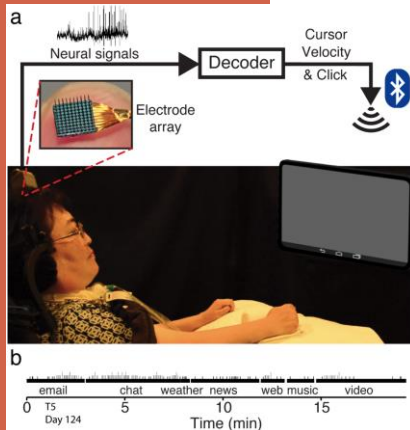 a
Neural signals
Decoder
Cursor
Velocity
& Click
Electrode
array
b
email chat weather news web music video
0 5 10 15
T5
Day 124
Time (min)